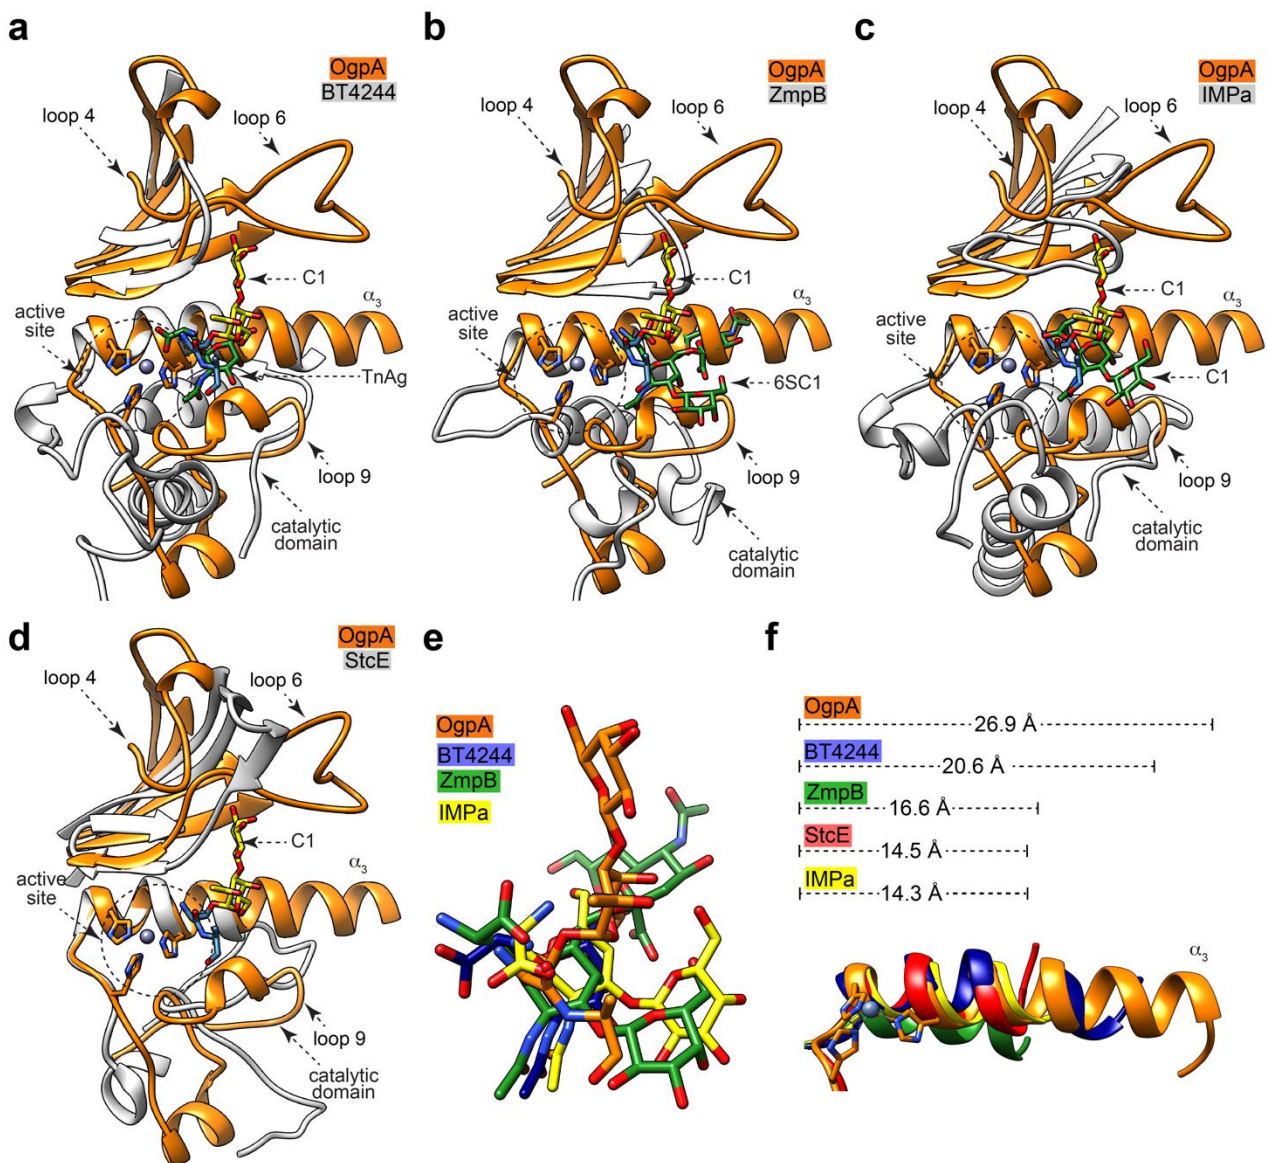 a
OgpA
BT4244
loop 4
loop 6
C1
α3
active
site
TnAg
loop 9
catalytic
domain
b
OgpA
ZmpB
loop 4
loop 6
C1
α3
active
site
6SC1
loop 9
catalytic
domain
c
OgpA
IMPa
loop 4
loop 6
C1
α3
active
site
C1
loop 9
catalytic
domain
d
OgpA
StcE
loop 4
loop 6
C1
α3
active
site
loop 9
catalytic
domain
e
OgpA
BT4244
ZmpB
IMPa
f
OgpA
26.9 Å
BT4244
20.6 Å
ZmpB
16.6 Å
StcE
14.5 Å
IMPa
14.3 Å
α3